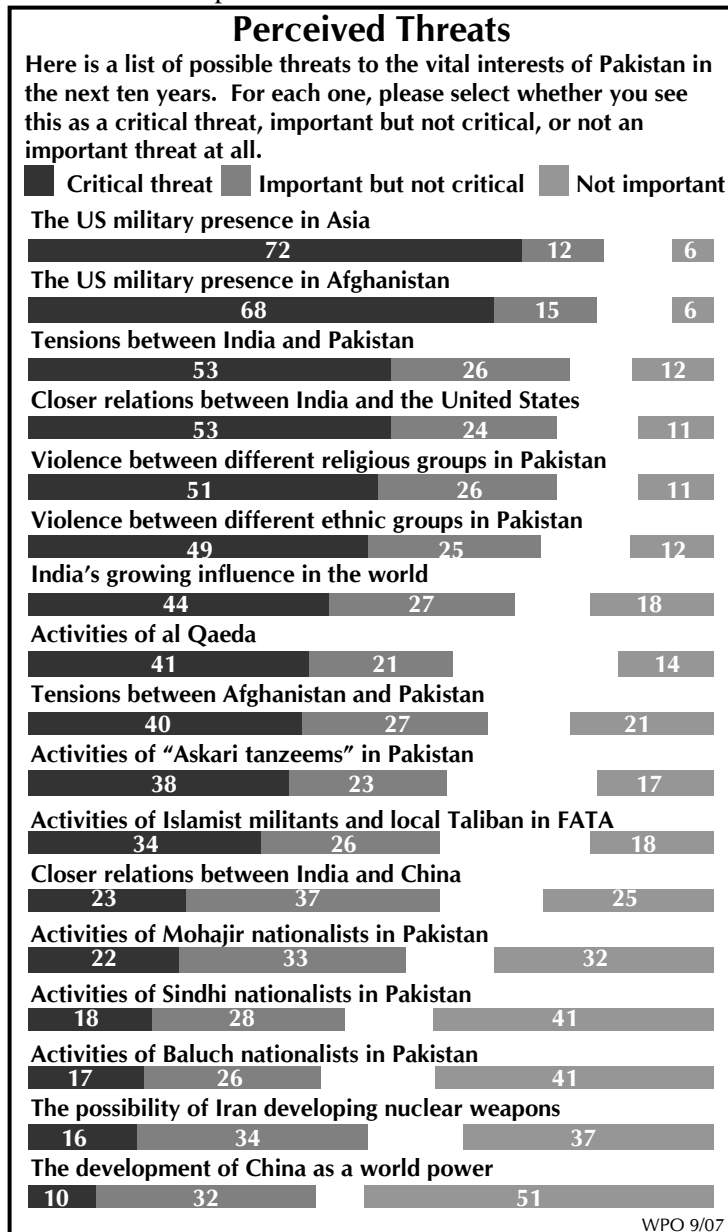 Perceived Threats
Here is a list of possible threats to the vital interests of Pakistan in
the next ten years. For each one, please select whether you see
this as a critical threat, important but not critical, or not an
important threat at all.
Critical threat Important but not critical Not important
The US military presence in Asia
72 12 6
The US military presence in Afghanistan
68 15 6
Tensions between India and Pakistan
53 26 12
Closer relations between India and the United States
53 24 11
Violence between different religious groups in Pakistan
51 26 11
Violence between different ethnic groups in Pakistan
49 25 12
India’s growing influence in the world
44 27 18
Activities of al Qaeda
41 21 14
Tensions between Afghanistan and Pakistan
40 27 21
Activities of “Askari tanzeems” in Pakistan
38 23 17
Activities of Islamist militants and local Taliban in FATA
34 26 18
Closer relations between India and China
23 37 25
Activities of Mohajir nationalists in Pakistan
22 33 32
Activities of Sindhi nationalists in Pakistan
18 28 41
Activities of Baluch nationalists in Pakistan
17 26 41
The possibility of Iran developing nuclear weapons
16 34 37
The development of China as a world power
10 32 51
WPO 9/07